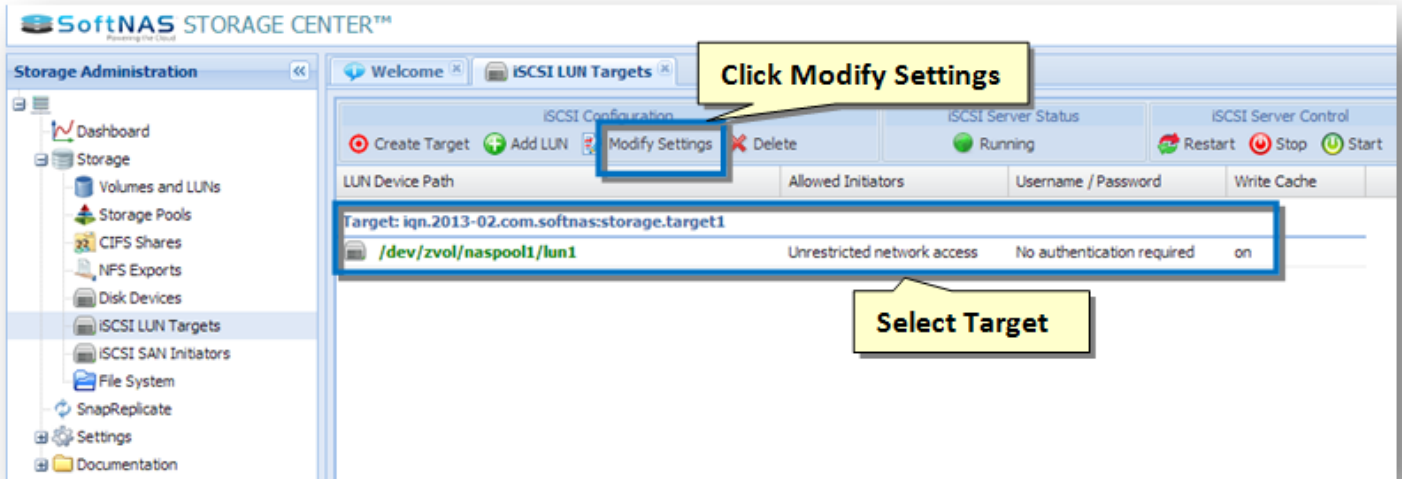 SoftNAS STORAGE CENTER™
Powering the Cloud
Storage Administration
Dashboard
Storage
Volumes and LUNs
Storage Pools
CIFS Shares
NFS Exports
Disk Devices
iSCSI LUN Targets
iSCSI SAN Initiators
File System
SnapReplicate
Settings
Documentation
Welcome iSCSI LUN Targets
Click Modify Settings
iSCSI Configuration iSCSI Server Status iSCSI Server Control
Create Target Add LUN Modify Settings Delete Running Restart Stop Start
LUN Device Path Allowed Initiators Username / Password Write Cache
Target: iqn.2013-02.com.softnas:storage.target1
/dev/zvol/naspool1/lun1 Unrestricted network access No authentication required on
Select Target